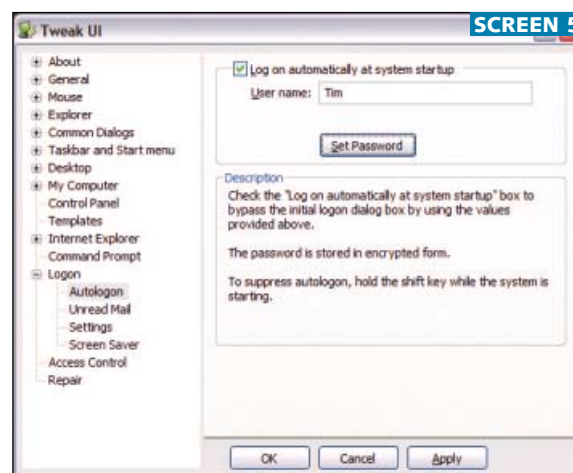 Tweak UI
SCREEN 5
About
General
Mouse
Explorer
Common Dialogs
Taskbar and Start menu
Desktop
My Computer
Control Panel
Templates
Internet Explorer
Command Prompt
Logon
Autologon
Unread Mail
Settings
Screen Saver
Access Control
Repair
Log on automatically at system startup
User name: Tim
Set Password
Description
Check the "Log on automatically at system startup" box to
bypass the initial logon dialog box by using the values
provided above.
The password is stored in encrypted form.
To suppress autologon, hold the shift key while the system is
starting.
OK Cancel Apply